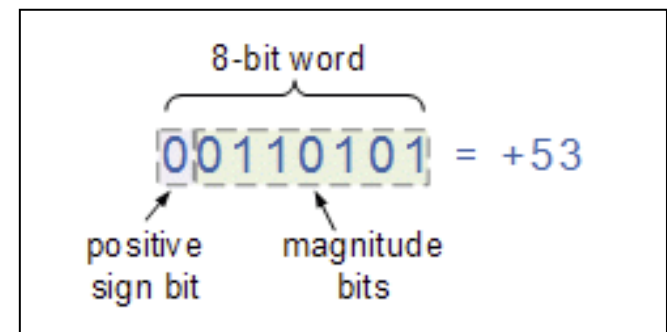 8-bit word
00110101 = +53
positive sign bit
magnitude bits